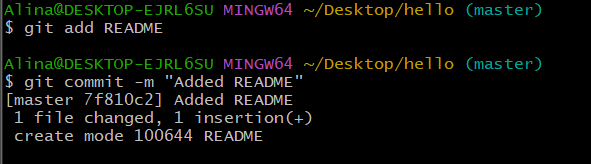 Alina@DESKTOP-EJRL6SU MINGW64 ~/Desktop/hello (master)
$ git add README
Alina@DESKTOP-EJRL6SU MINGW64 ~/Desktop/hello (master)
$ git commit -m "Added README"
[master 7f810c2] Added README
 1 file changed, 1 insertion(+)
 create mode 100644 README